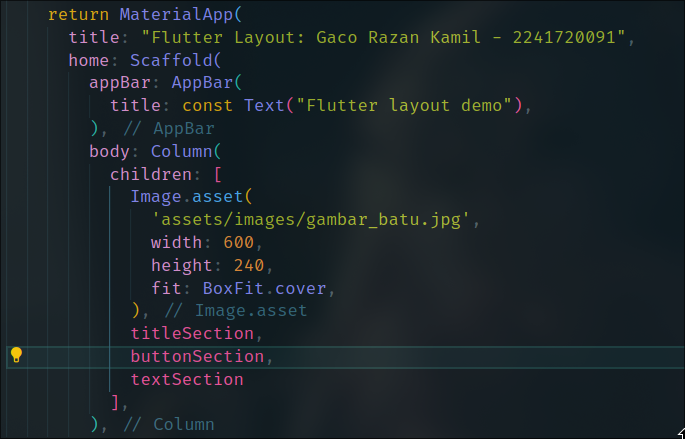 return MaterialApp(
title: "Flutter Layout: Gaco Razan Kamil - 2241720091",
home: Scaffold(
appBar: AppBar(
title: const Text("Flutter layout demo"),
), // AppBar
body: Column(
children: [
Image.asset(
'assets/images/gambar_batu.jpg',
width: 600,
height: 240,
fit: BoxFit.cover,
), // Image.asset
titleSection,
buttonSection,
textSection
],
), // Column